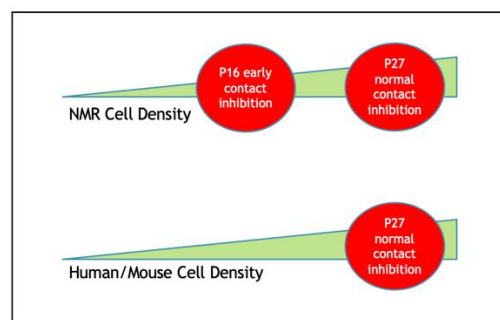 P16 early
contact
inhibition
P27
normal
contact
inhibition
NMR Cell Density
P27
normal
contact
inhibition
Human/Mouse Cell Density